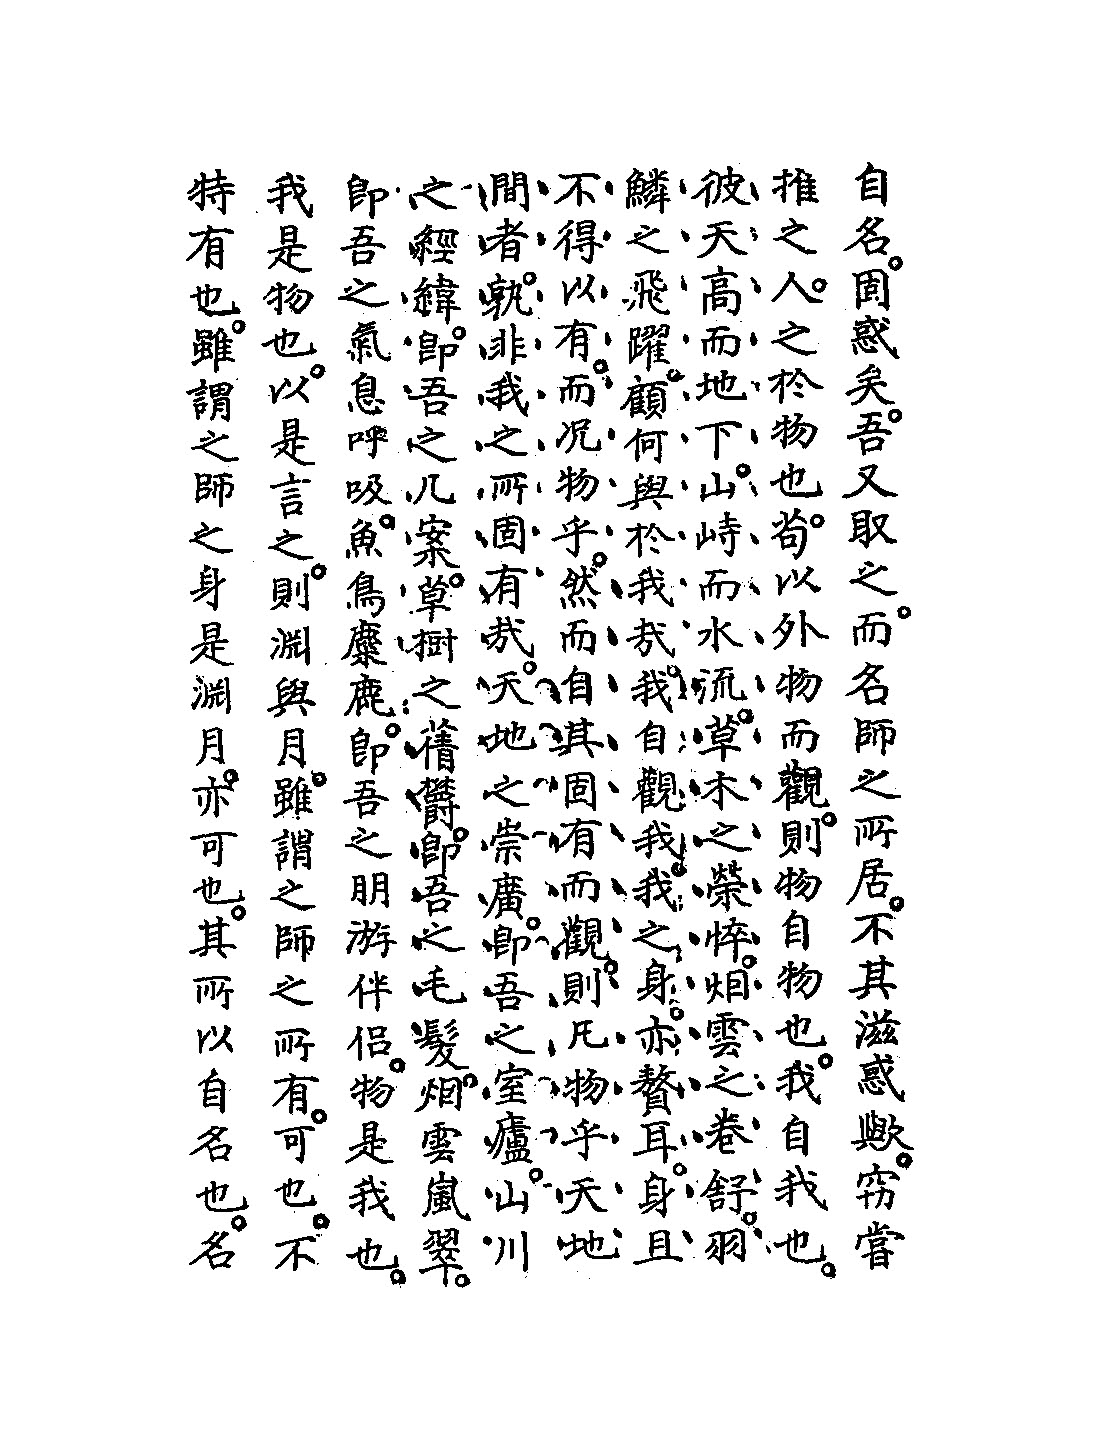 自名。固惑矣。吾又取之而。名師之所居。不其滋惑歟。窃嘗
推之人。之於物也。苟以外物而觀。則物自物也。我自我也。
彼天高而地下。山峙而水流。草木之榮悴。烟雲之卷舒。羽
鱗之飛躍。顧何與於我哉。我自觀我。我之身。亦贅耳。身且
不得以有。而况物乎。然而自其固有而觀。則凡物乎天地
間者。孰非我之所固有哉。天地之崇廣。卽吾之室廬。山川
之經緯。卽吾之几案。草樹之蒨欝。卽吾之毛髮。烟雲嵐翠。
卽吾之氣息呼吸。魚鳥麋鹿。卽吾之朋游伴侶。物是我也。
我是物也。以是言之。則淵與月。雖謂之師之所有。可也。不
特有也。雖謂之師之身是淵月。亦可也。其所以自名也。名